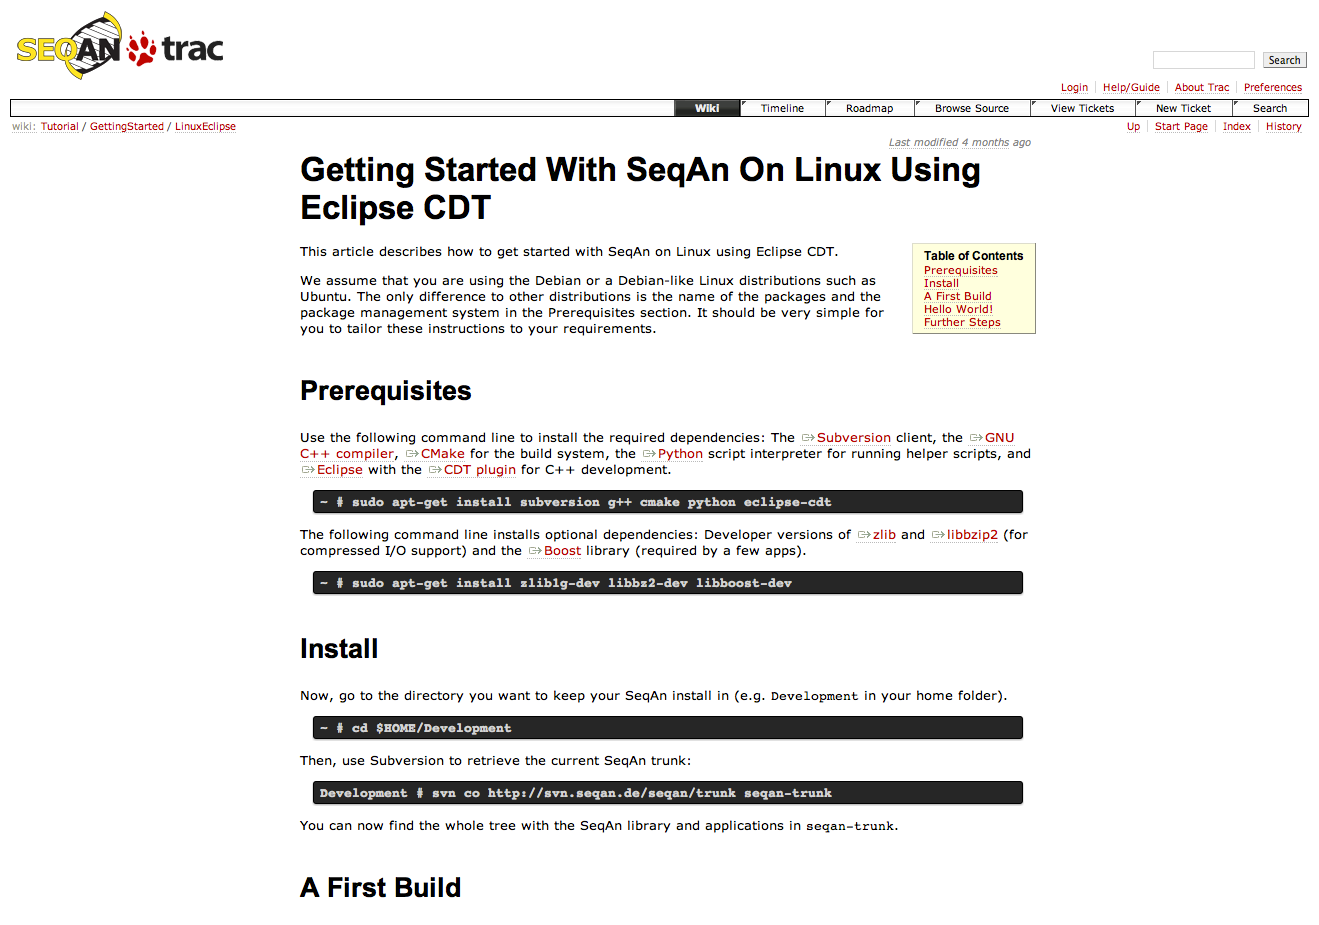 SEQAN trac
Search
Login Help/Guide About Trac Preferences
Wiki Timeline Roadmap Browse Source View Tickets New Ticket Search
wiki: Tutorial / GettingStarted / LinuxEclipse
Up Start Page Index History
Last modified 4 months ago
Getting Started With SeqAn On Linux Using
Eclipse CDT
This article describes how to get started with SeqAn on Linux using Eclipse CDT.
We assume that you are using the Debian or a Debian-like Linux distributions such as
Ubuntu. The only difference to other distributions is the name of the packages and the
package management system in the Prerequisites section. It should be very simple for
you to tailor these instructions to your requirements.
Table of Contents
Prerequisites
Install
A First Build
Hello World!
Further Steps
Prerequisites
Use the following command line to install the required dependencies: The Subversion client, the GNU
C++ compiler, CMake for the build system, the Python script interpreter for running helper scripts, and
Eclipse with the CDT plugin for C++ development.
~ # sudo apt-get install subversion g++ cmake python eclipse-cdt
The following command line installs optional dependencies: Developer versions of zlib and libbzip2 (for
compressed I/O support) and the Boost library (required by a few apps).
~ # sudo apt-get install zlib1g-dev libbz2-dev libboost-dev
Install
Now, go to the directory you want to keep your SeqAn install in (e.g. Development in your home folder).
~ # cd $HOME/Development
Then, use Subversion to retrieve the current SeqAn trunk:
Development # svn co http://svn.seqan.de/seqan/trunk seqan-trunk
You can now find the whole tree with the SeqAn library and applications in seqan-trunk.
A First Build